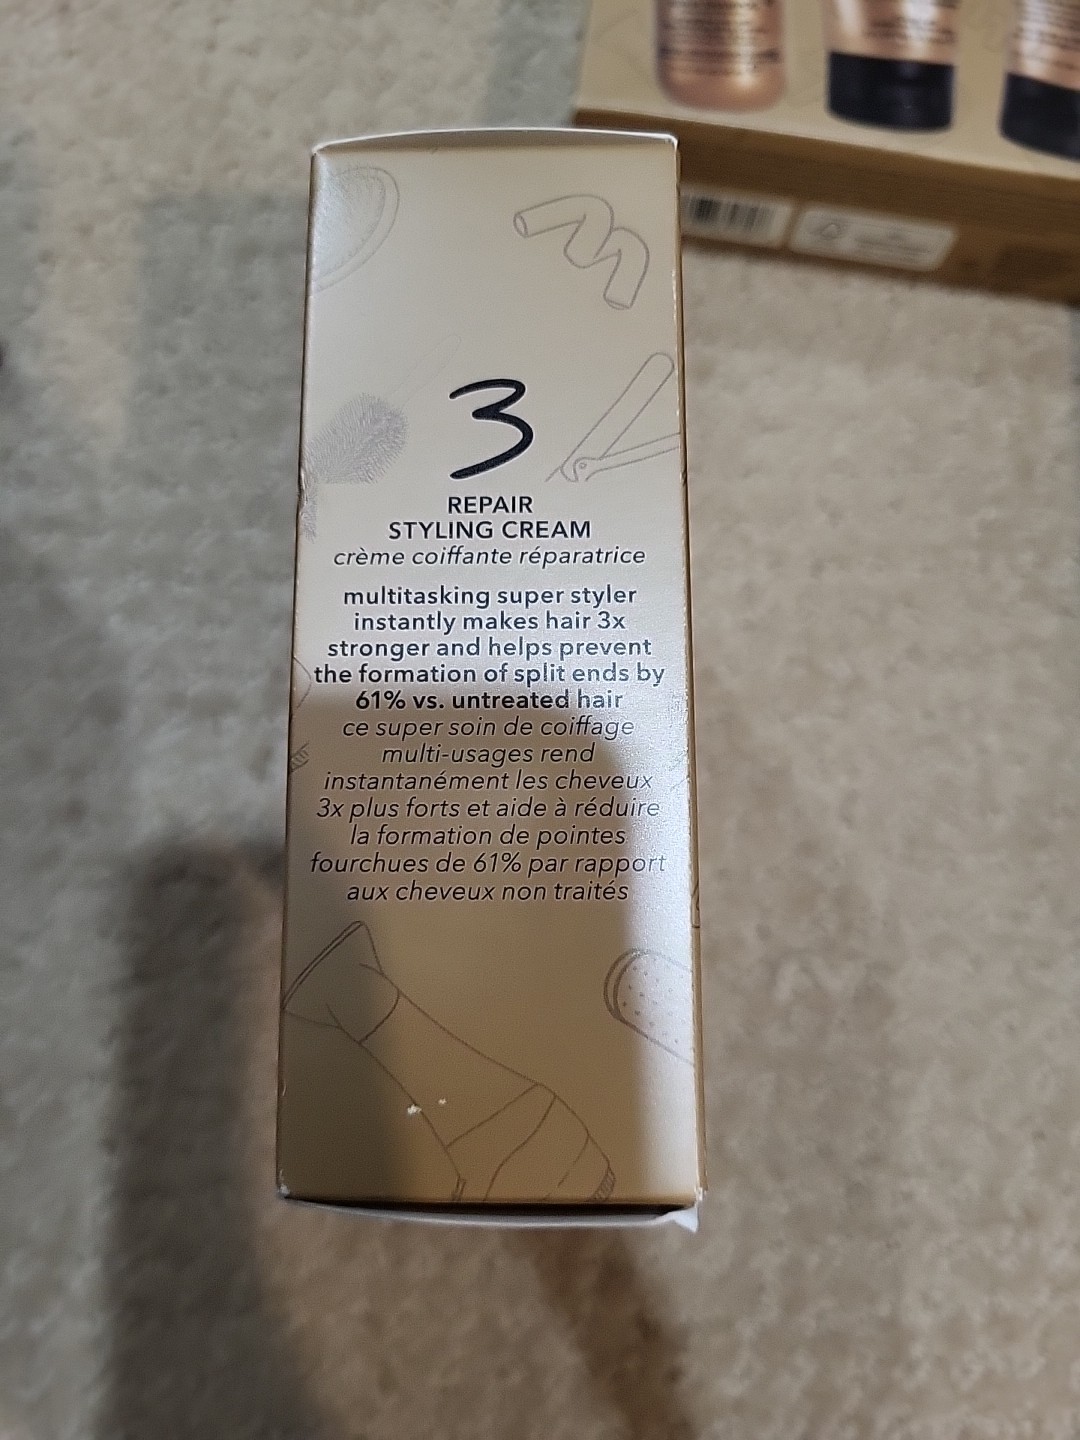 3
REPAIR
STYLING CREAM
crème coiffante réparatrice
multitasking super styler
instantly makes hair 3x
stronger and helps prevent
the formation of split ends by
61% vs. untreated hair
ce super soin de coiffage
multi-usages rend
instantanément les cheveux
3x plus forts et aide à réduire
la formation de pointes
fourchues de 61% par rapport
aux cheveux non traités